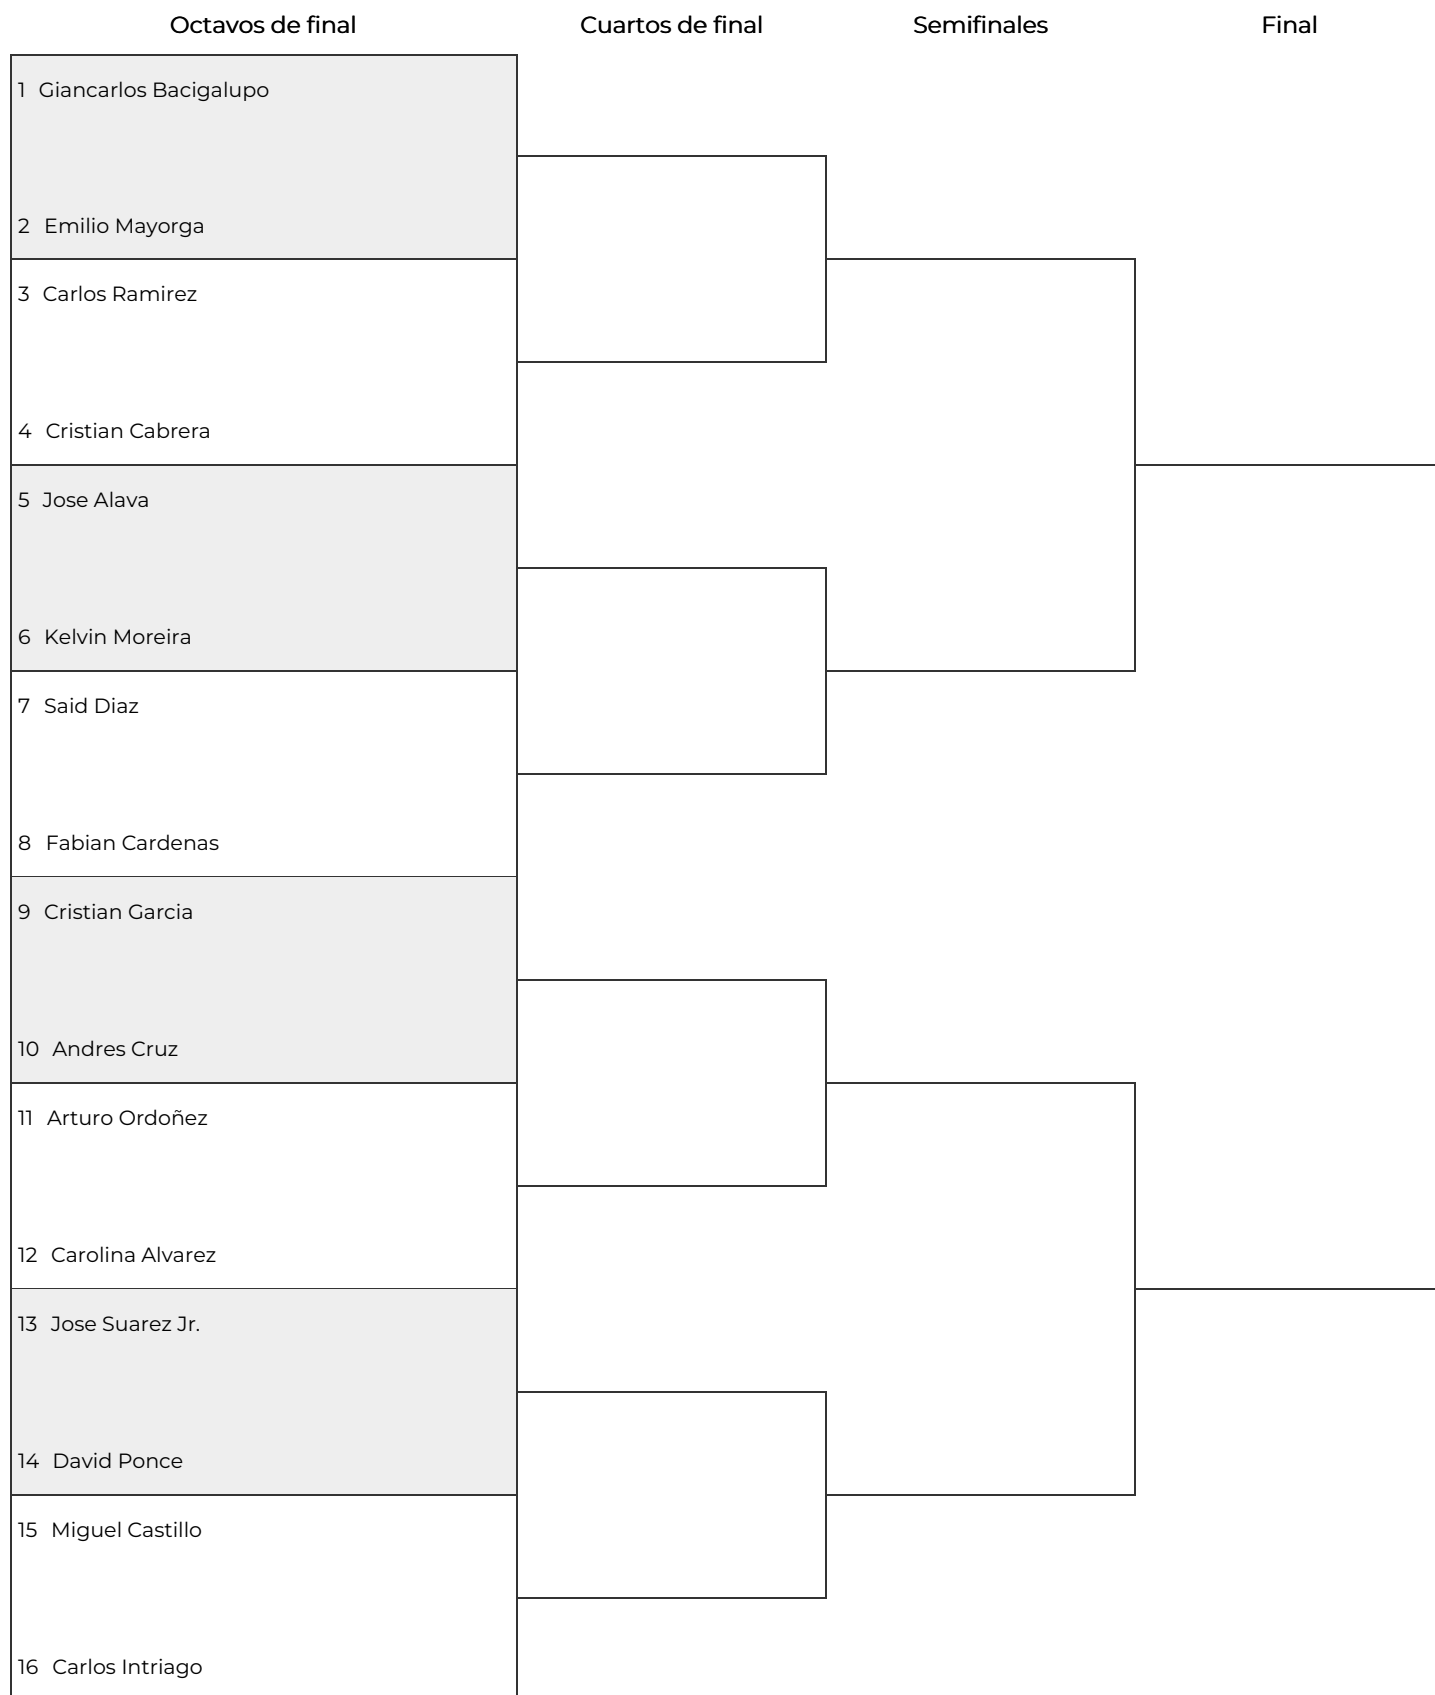 Octavos de final
Cuartos de final
Semifinales
Final
1 Giancarlos Bacigalupo
2 Emilio Mayorga
3 Carlos Ramirez
4 Cristian Cabrera
5 Jose Alava
6 Kelvin Moreira
7 Said Diaz
8 Fabian Cardenas
9 Cristian Garcia
10 Andres Cruz
11 Arturo Ordoñez
12 Carolina Alvarez
13 Jose Suarez Jr.
14 David Ponce
15 Miguel Castillo
16 Carlos Intriago